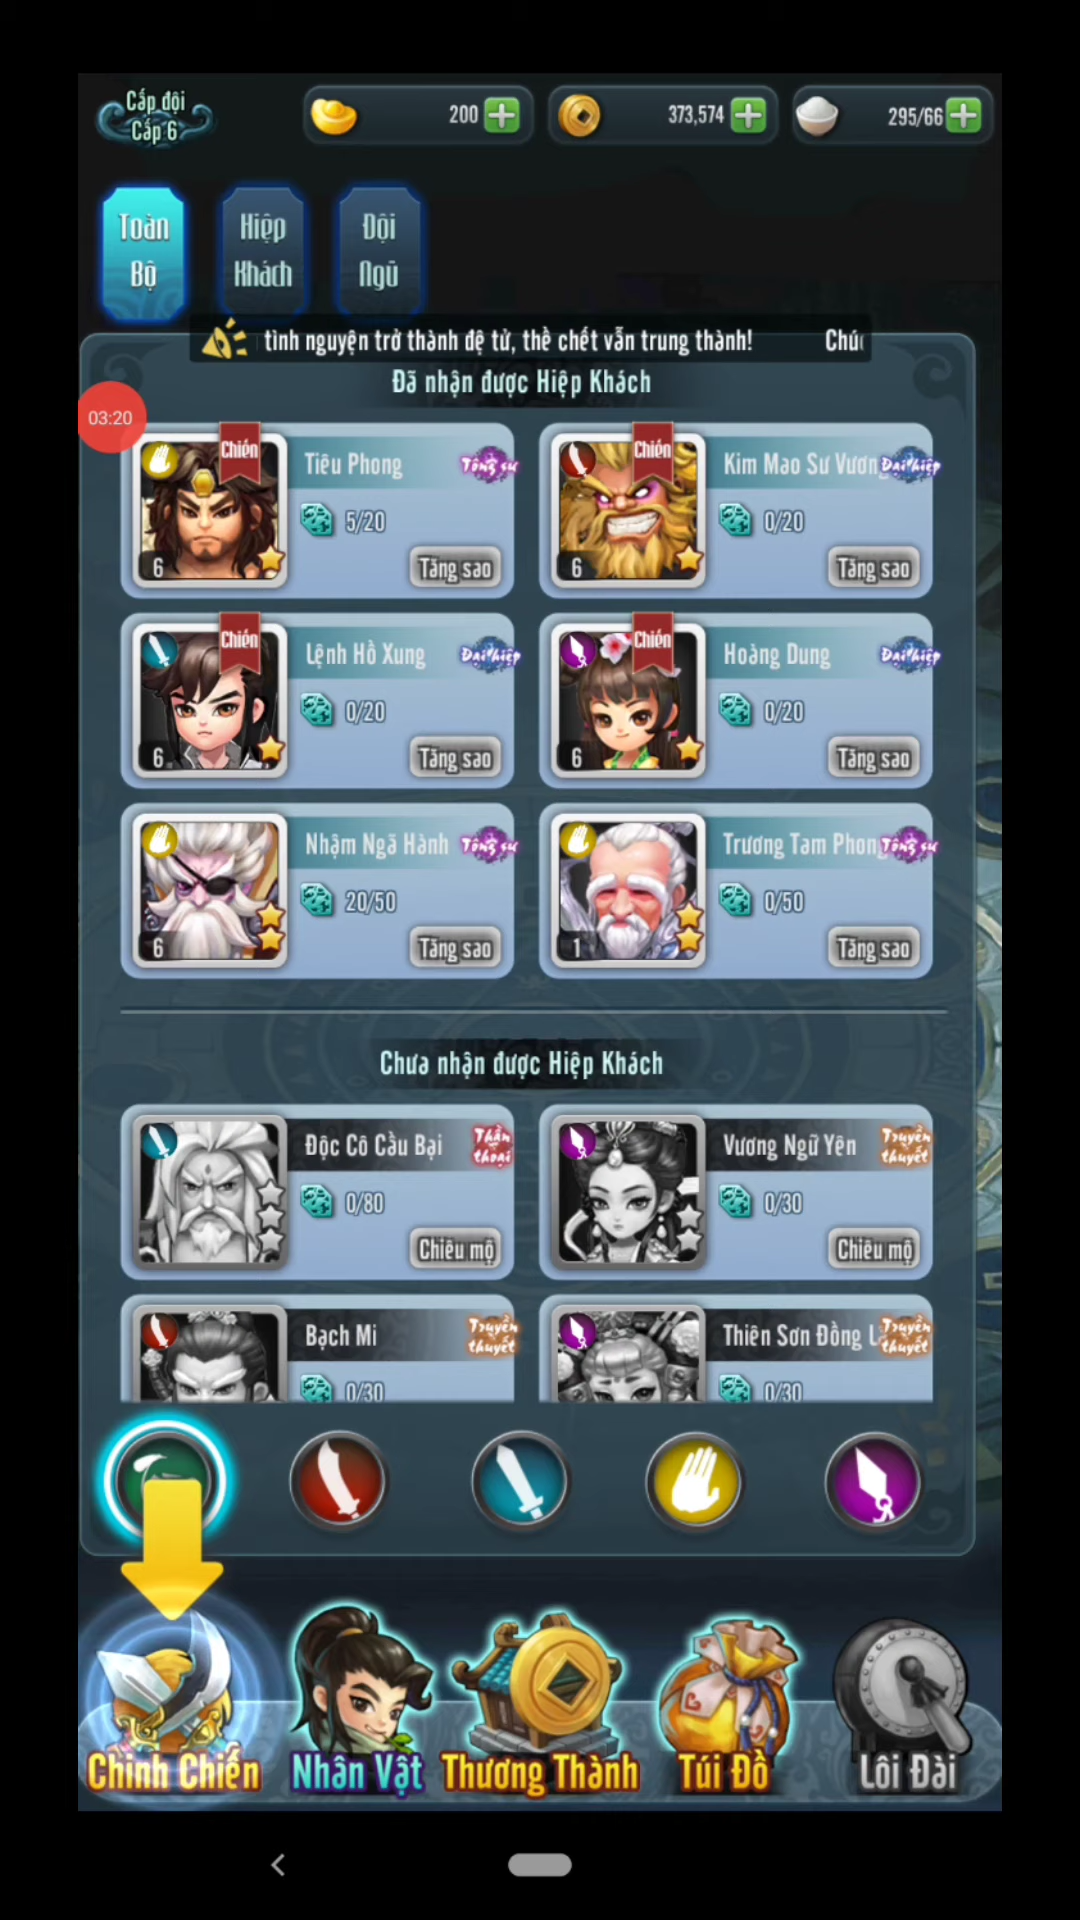 Cấp đội
Cấp 6
200
373,574
295/66
Toàn
Bộ
Hiệp
Khách
Đội
Ngũ
tình nguyện trở thành đệ tử, thề chết vẫn trung thành! Chúc
Đã nhận được Hiệp Khách
03:20
Chiến
Tiêu Phong
Tông sư
5/20
6
Tăng sao
Chiến
Kim Mao Sư Vương
Đại hiệp
0/20
6
Tăng sao
Chiến
Lệnh Hồ Xung
Đại hiệp
0/20
6
Tăng sao
Chiến
Hoàng Dung
Đại hiệp
0/20
6
Tăng sao
Nhậm Ngã Hành
Tông sư
20/50
6
Tăng sao
Trương Tam Phong
Tông sư
0/50
1
Tăng sao
Chưa nhận được Hiệp Khách
Độc Cô Cầu Bại
Thần
thoại
0/80
Chiêu mộ
Vương Ngữ Yên
Truyền
thuyết
0/30
Chiêu mộ
Bạch Mi
Truyền
thuyết
0/30
Thiên Sơn Đồng L
Truyền
thuyết
0/30
Chinh Chiến
Nhân Vật
Thương Thành
Túi Đồ
Lôi Đài